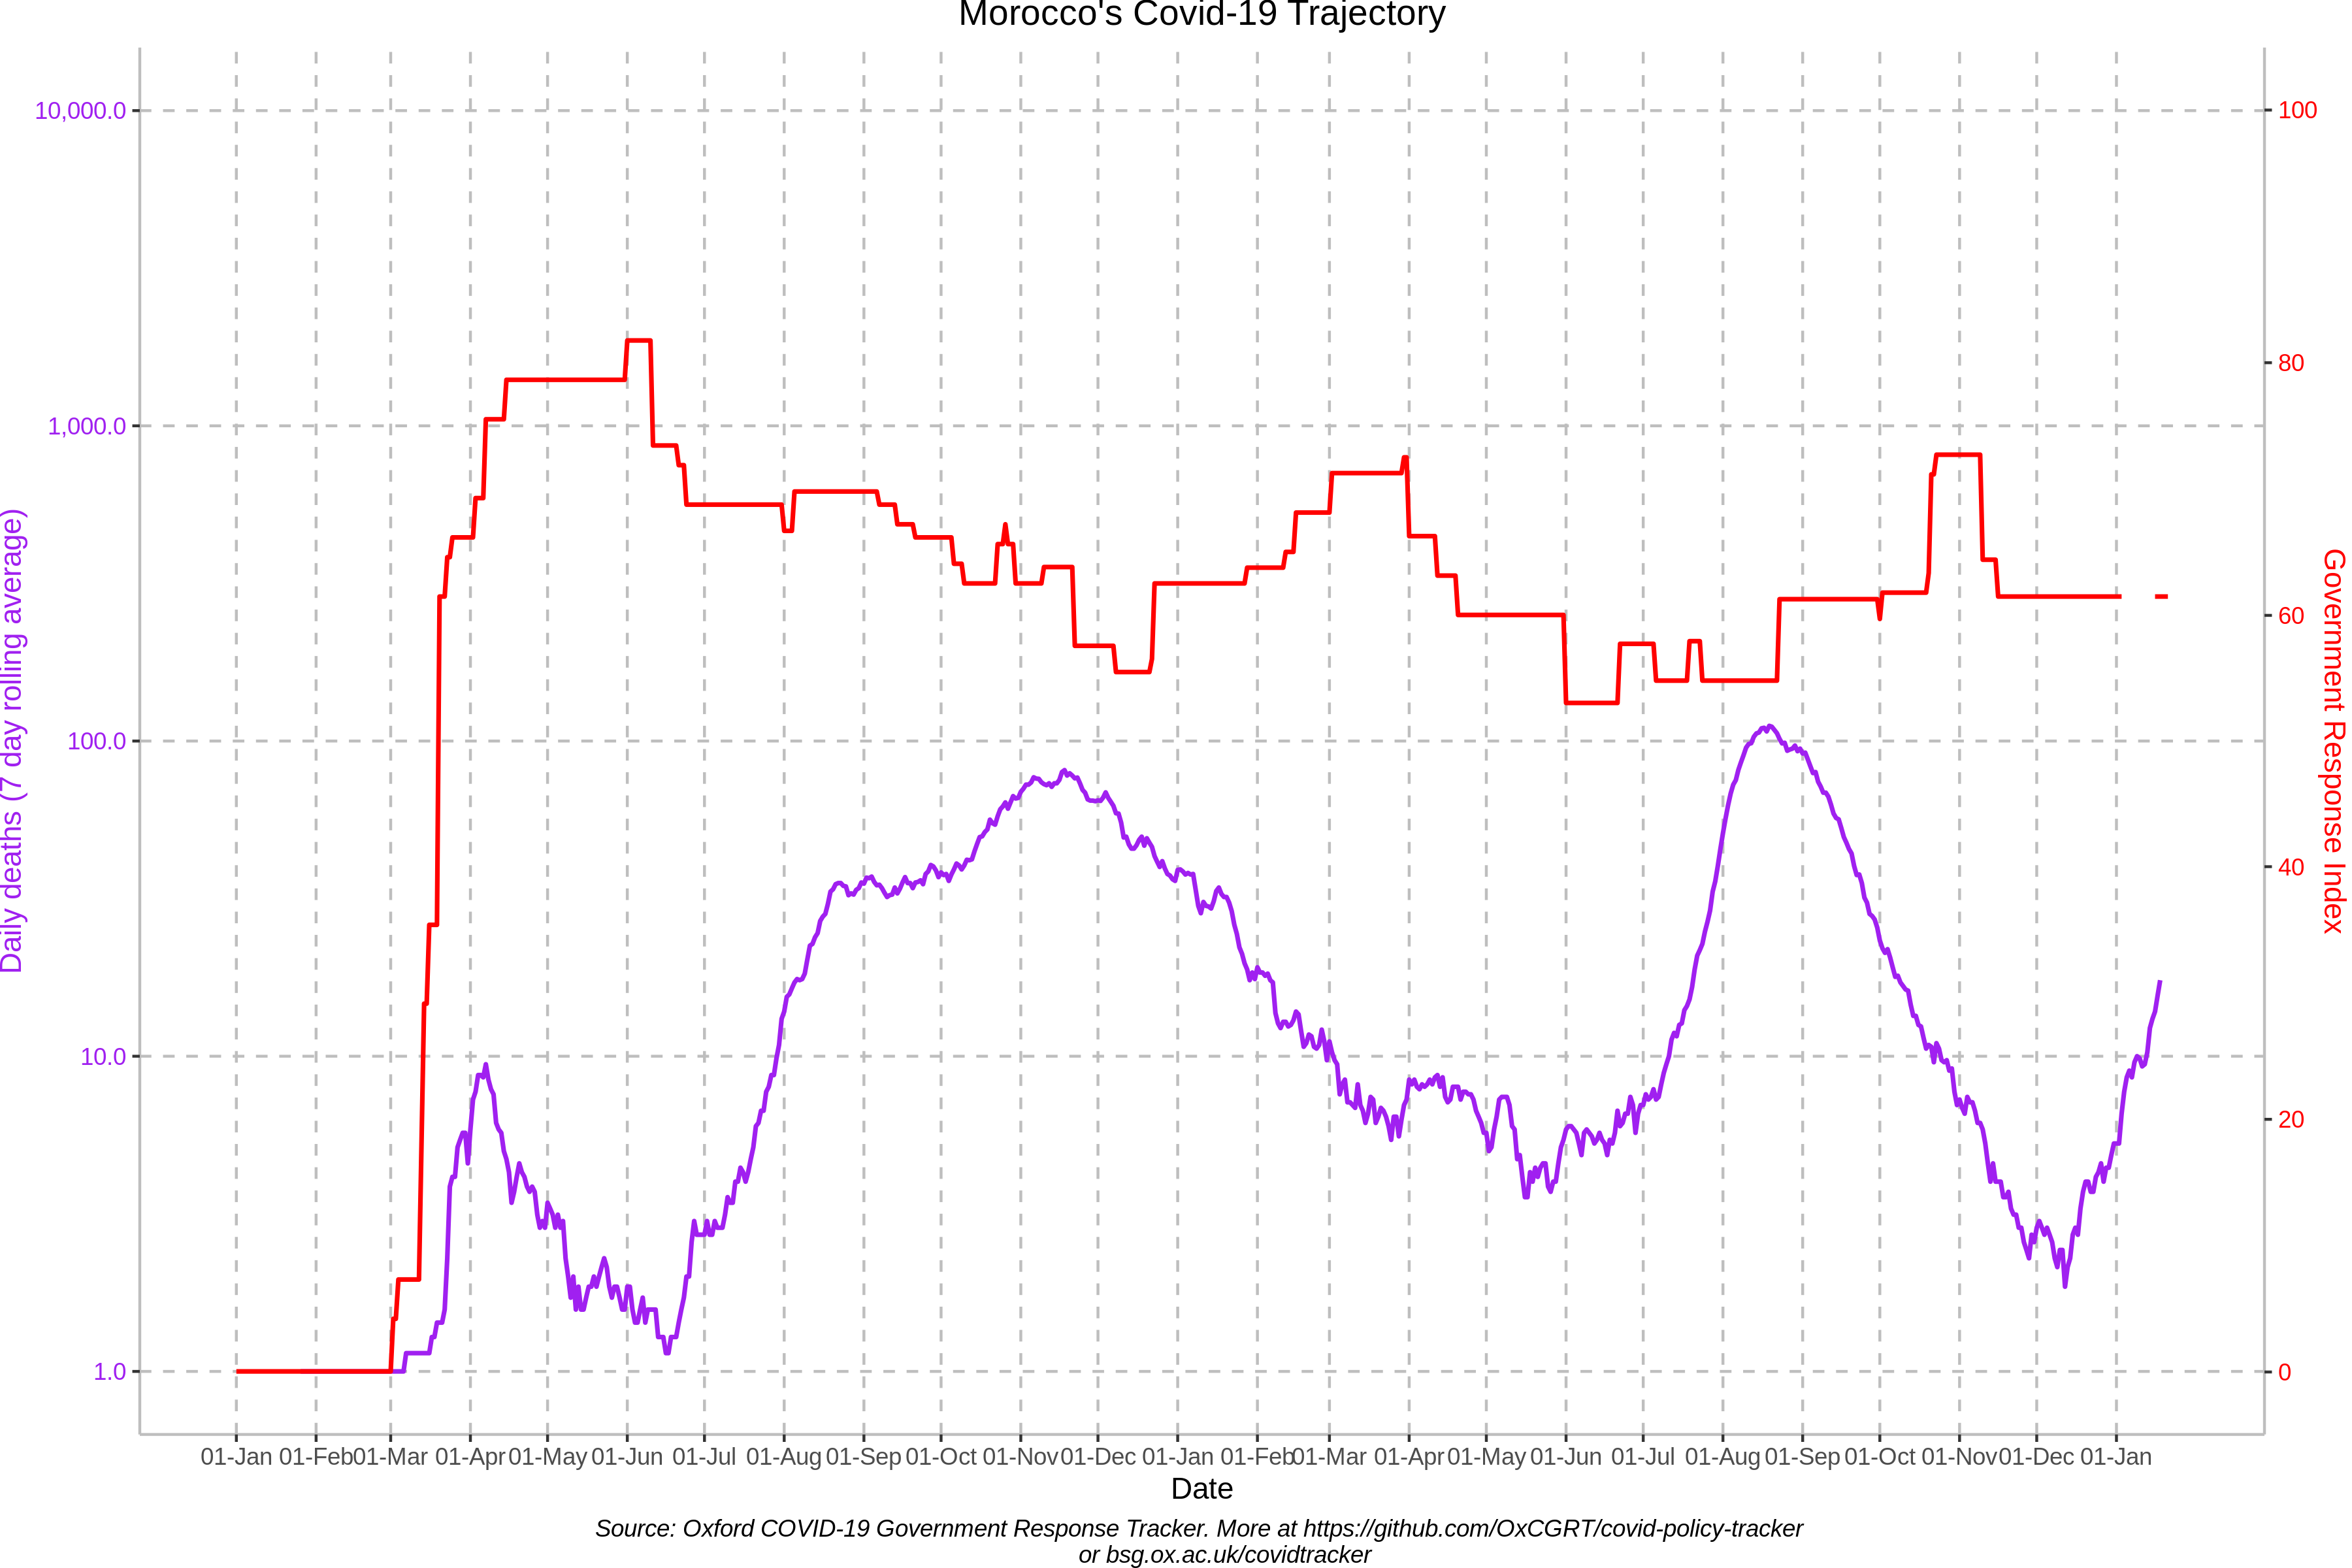 Morocco's Covid-19 Trajectory
10,000.0
1,000.0
100.0
10.0
1.0
Daily deaths (7 day rolling average)
100
80
60
40
20
0
Government Response Index
01-Jan 01-Feb 01-Mar 01-Apr 01-May 01-Jun 01-Jul 01-Aug 01-Sep 01-Oct 01-Nov 01-Dec 01-Jan 01-Feb 01-Mar 01-Apr 01-May 01-Jun 01-Jul 01-Aug 01-Sep 01-Oct 01-Nov 01-Dec 01-Jan
Date
Source: Oxford COVID-19 Government Response Tracker. More at https://github.com/OxCGRT/covid-policy-tracker
or bsg.ox.ac.uk/covidtracker